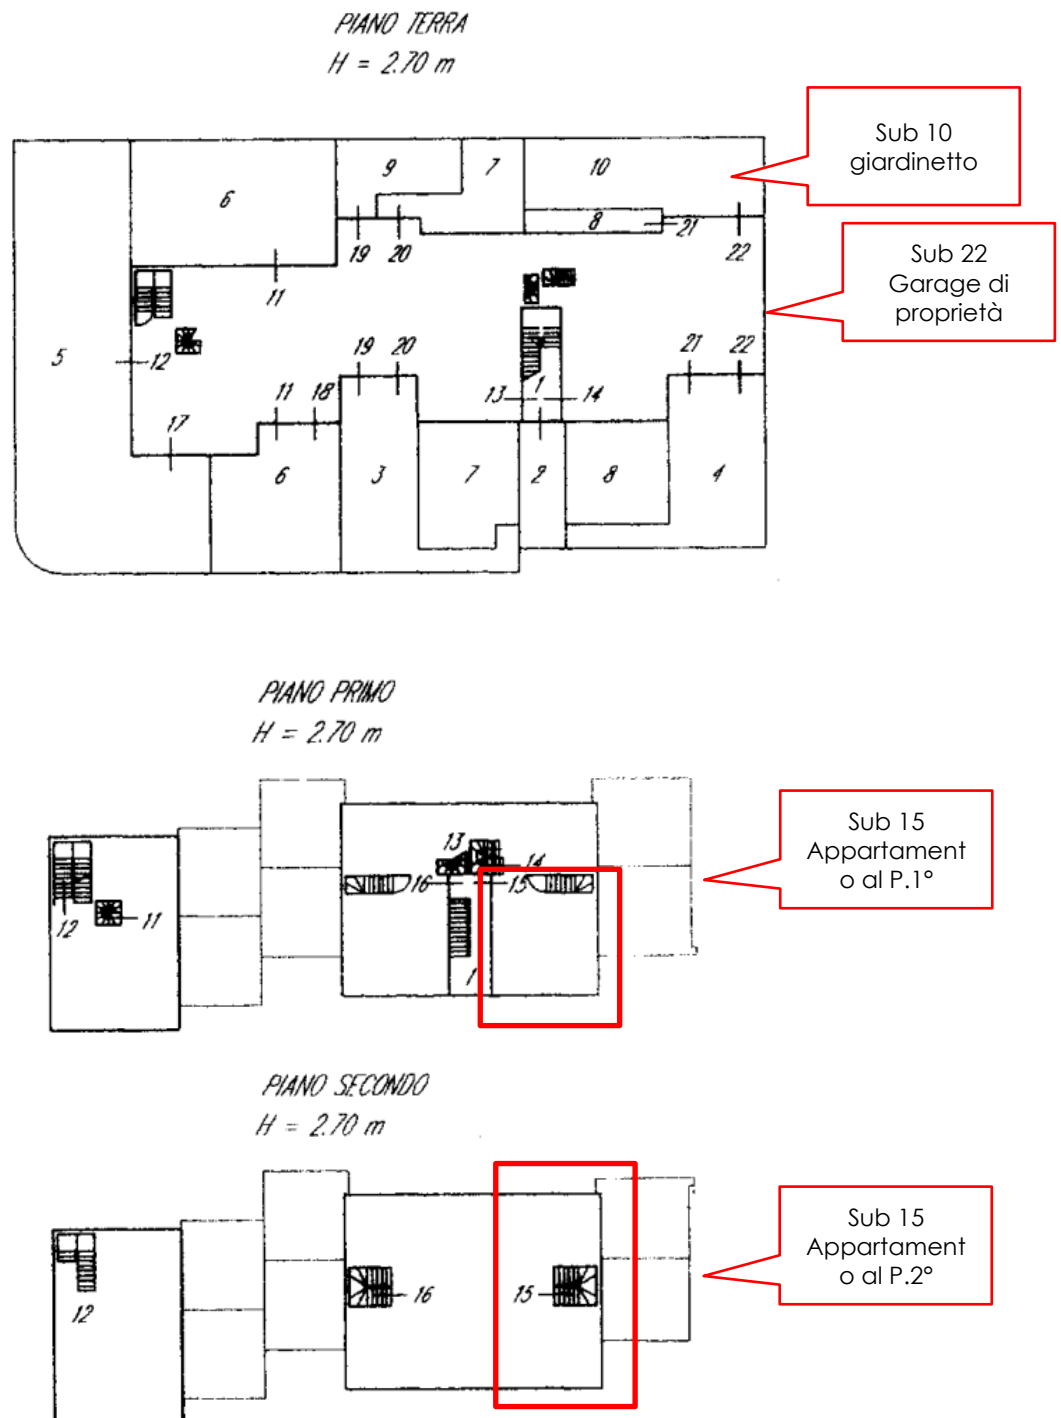 PIANO TERRA
H = 2.70 m
Sub 10
giardinetto
9
7
10
6
8
21
19
20
22
11
Sub 22
Garage di
proprietà
5
12
19
20
21
22
1
13
14
11
18
17
6
3
7
2
8
4
PIANO PRIMO
H = 2.70 m
Sub 15
Appartament
o al P.1°
13
14
16
15
12
11
1
PIANO SECONDO
H = 2.70 m
Sub 15
Appartament
o al P.2°
16
15
12